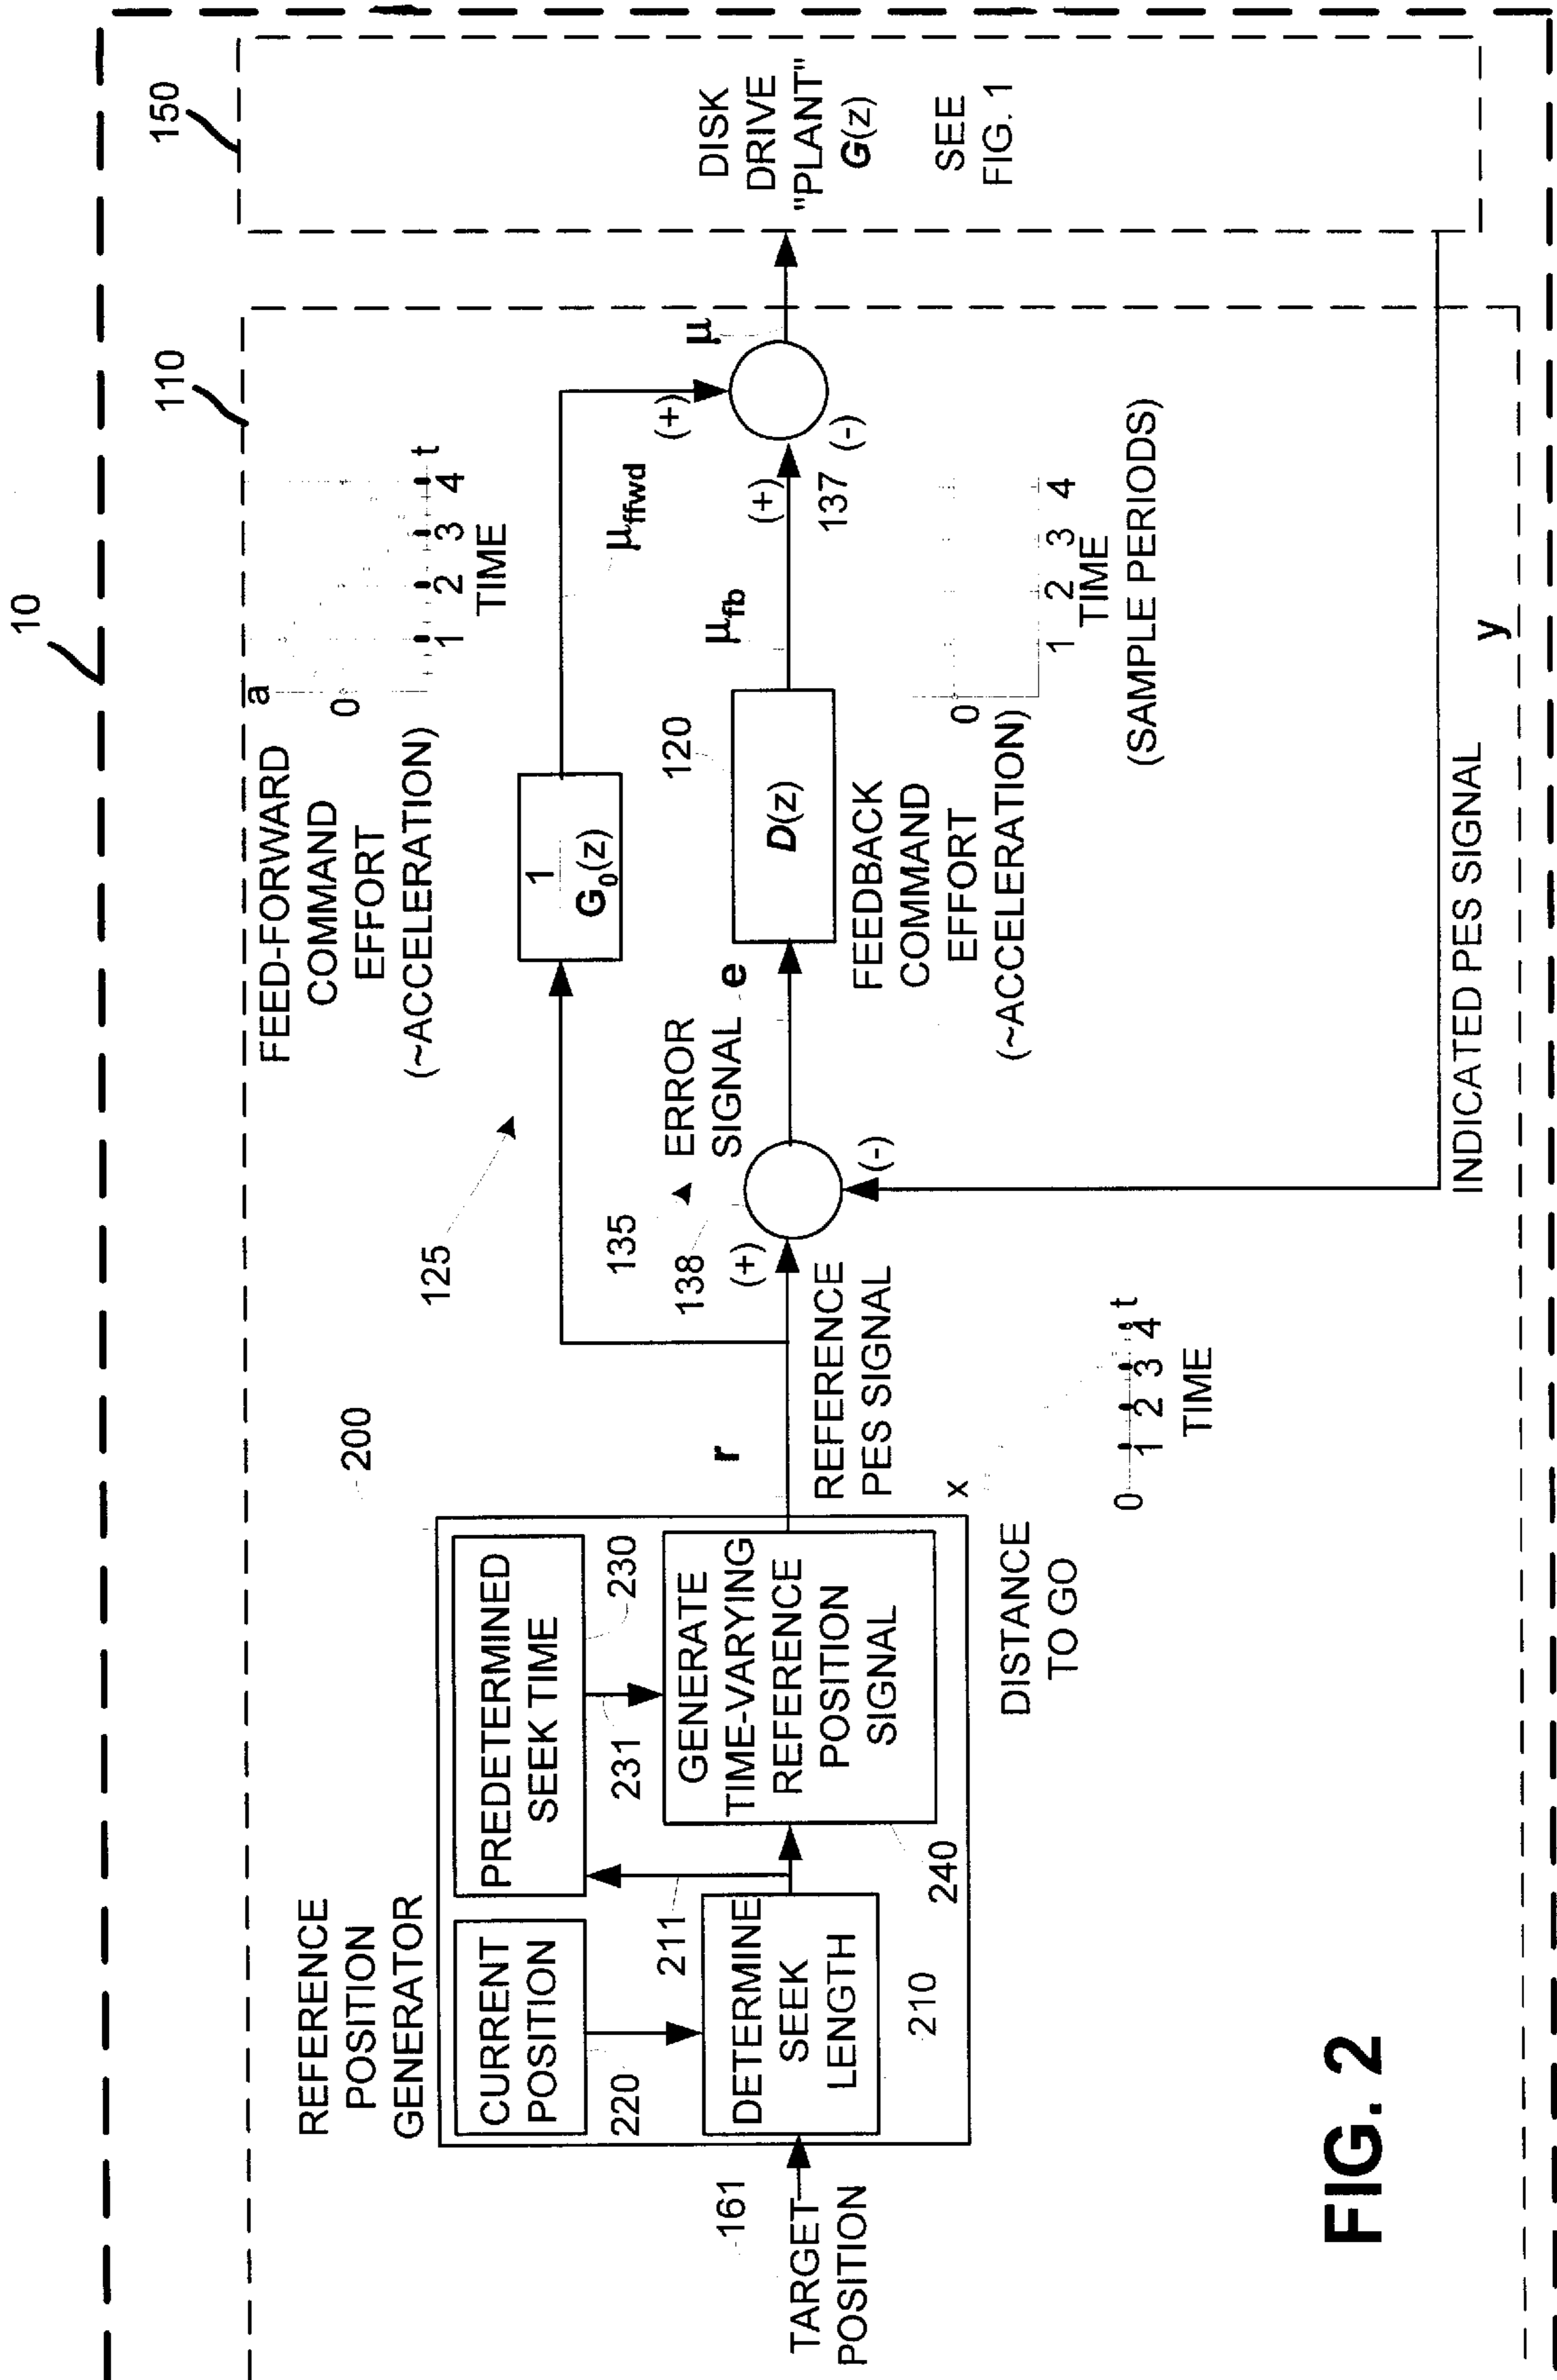 10
110
150
REFERENCE
POSITION
GENERATOR
200
CURRENT
POSITION
PREDETERMINED
SEEK TIME
220
211
231
230
161
TARGET
POSITION
DETERMINE
SEEK
LENGTH
210
GENERATE
TIME-VARYING
REFERENCE
POSITION
SIGNAL
240
r
REFERENCE
PES SIGNAL
DISTANCE
TO GO
x
0
1 2 3 4 t
TIME
125
135
138
(+)
(-)
ERROR
SIGNAL e
FEED-FORWARD
COMMAND
EFFORT
(~ACCELERATION)
a
0
1 2 3 4 t
TIME
1
G0(z)
μffwd
120
D(z)
μfb
FEEDBACK
COMMAND
EFFORT
(~ACCELERATION)
0
1 2 3 4
TIME
(SAMPLE PERIODS)
(+)
(+)
137
(-)
μ
DISK
DRIVE
"PLANT"
G(z)
SEE
FIG. 1
INDICATED PES SIGNAL
y
FIG. 2